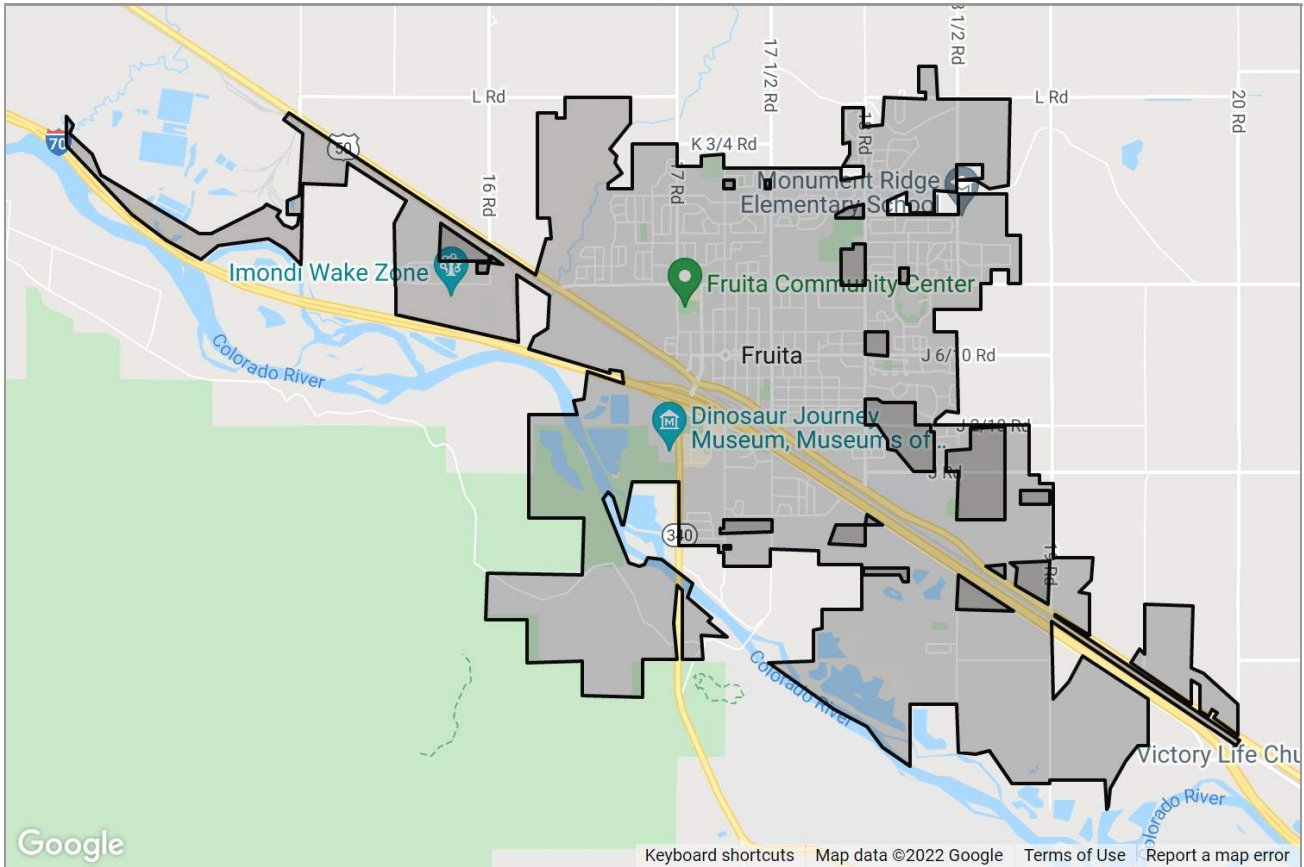 8 1/2 Rd
17 1/2 Rd
L Rd
L Rd
20 Rd
18 Rd
70
50
K 3/4 Rd
17 Rd
16 Rd
Monument Ridge
Elementary School
Imondi Wake Zone
Fruita Community Center
Colorado River
Fruita
J 6/10 Rd
Dinosaur Journey
Museum, Museums of...
J 2/10 Rd
J Rd
340
19 Rd
Colorado River
Victory Life Chu
Colorado River
Google
Keyboard shortcuts
Map data ©2022 Google
Terms of Use
Report a map error